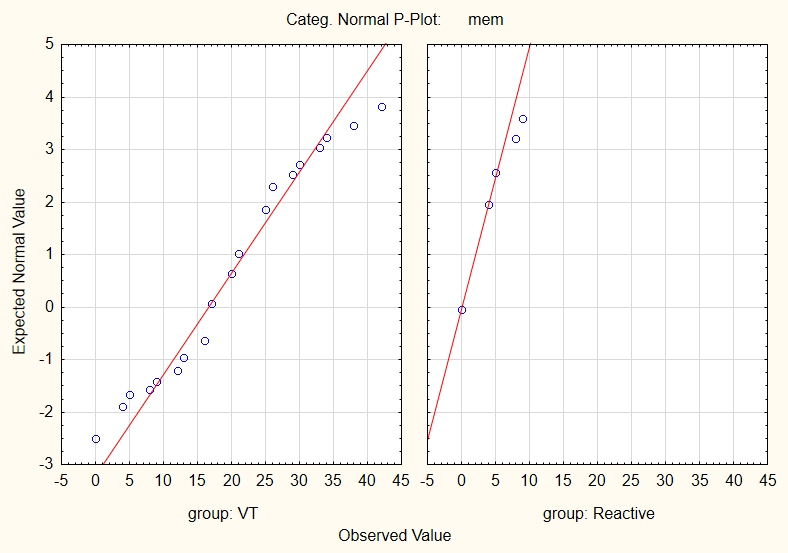 Categ. Normal P-Plot: mem
Expected Normal Value
5
4
3
2
1
0
-1
-2
-3
-5 0 5 10 15 20 25 30 35 40 45
-5 0 5 10 15 20 25 30 35 40 45
group: VT
group: Reactive
Observed Value